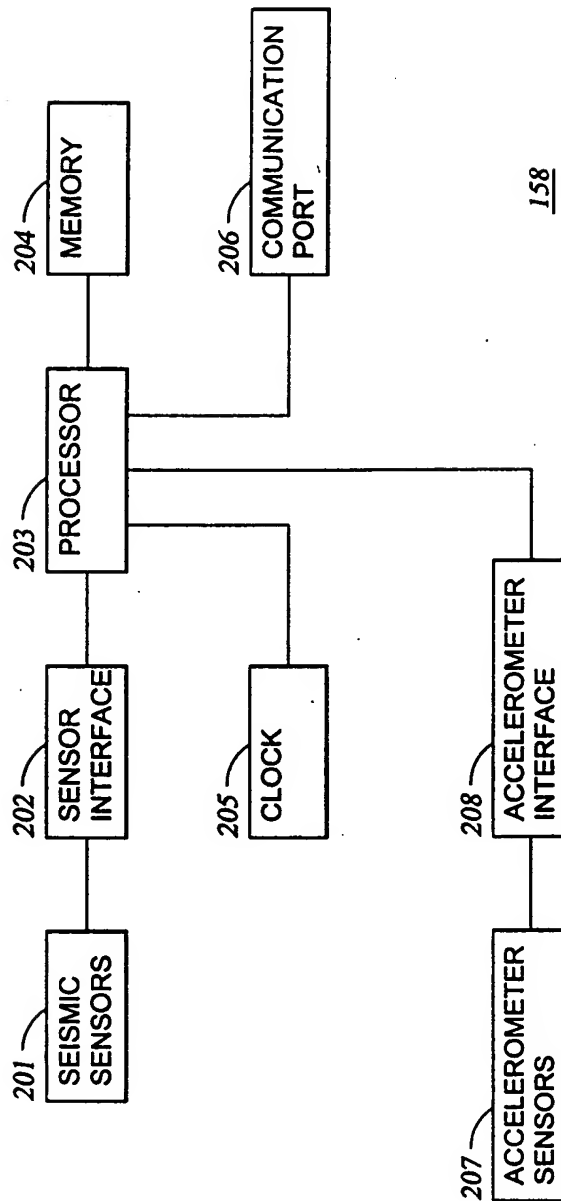 201
SEISMIC
SENSORS
202
SENSOR
INTERFACE
203
PROCESSOR
204
MEMORY
205
CLOCK
206
COMMUNICATION
PORT
207
ACCELEROMETER
SENSORS
208
ACCELEROMETER
INTERFACE
158